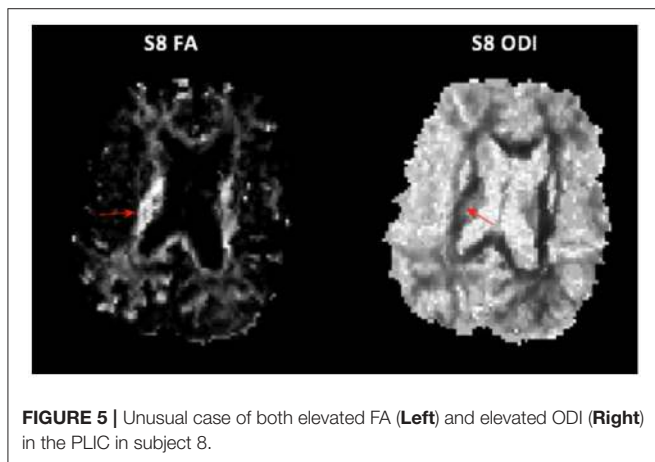 S8 FA
S8 ODI
FIGURE 5 | Unusual case of both elevated FA (Left) and elevated ODI (Right)
in the PLIC in subject 8.